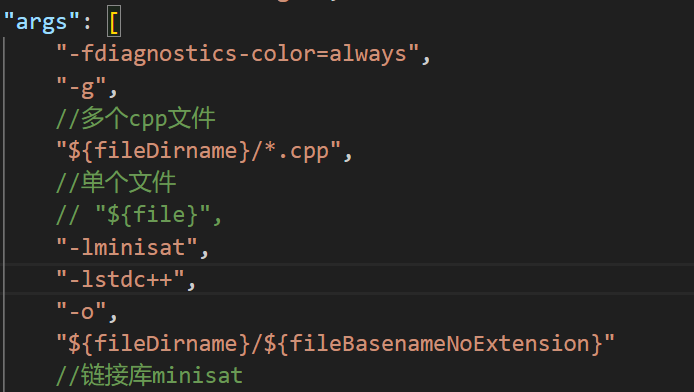 "args": [
"-fdiagnostics-color=always",
"-g",
//多个cpp文件
"${fileDirname}/*.cpp",
//单个文件
// "${file}",
"-lminisat",
"-lstdc++",
"-o",
"${fileDirname}/${fileBasenameNoExtension}"
//链接库minisat